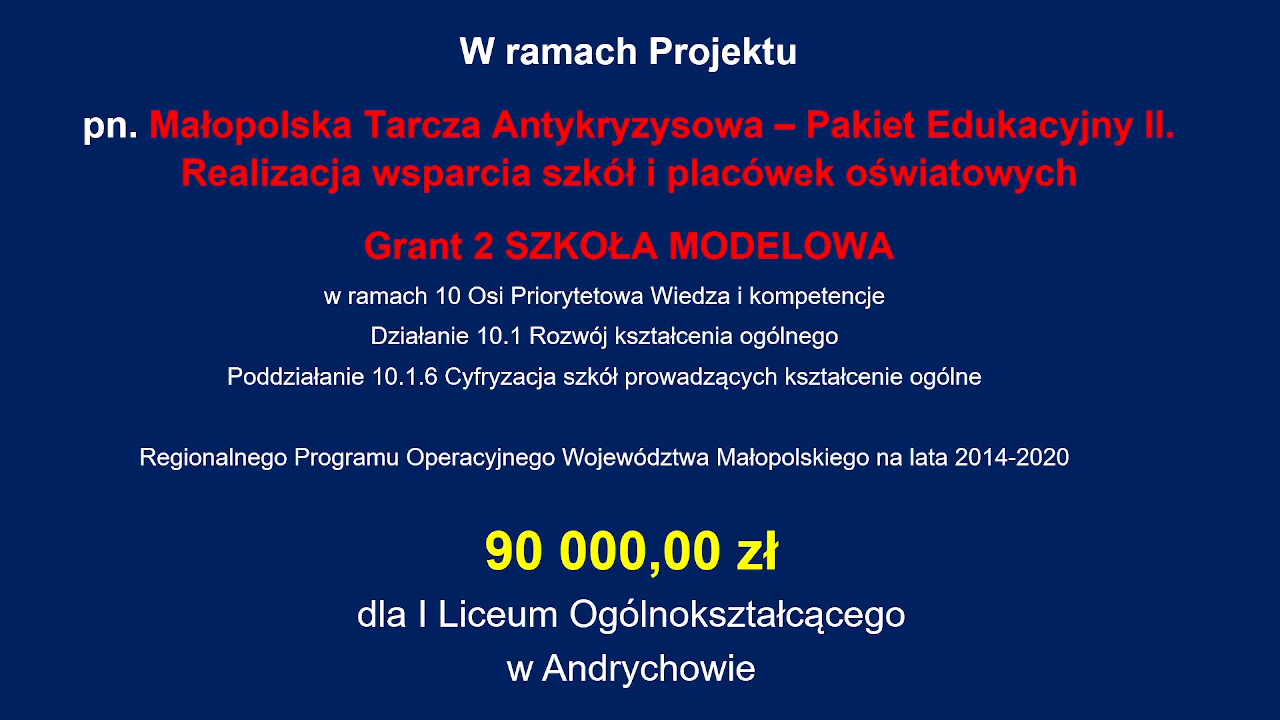 W ramach Projektu
pn. Małopolska Tarcza Antykryzysowa – Pakiet Edukacyjny II.
Realizacja wsparcia szkół i placówek oświatowych
Grant 2 SZKOŁA MODELOWA
w ramach 10 Osi Priorytetowa Wiedza i kompetencje
Działanie 10.1 Rozwój kształcenia ogólnego
Poddziałanie 10.1.6 Cyfryzacja szkół prowadzących kształcenie ogólne
Regionalnego Programu Operacyjnego Województwa Małopolskiego na lata 2014-2020
90 000,00 zł
dla I Liceum Ogólnokształcącego
w Andrychowie